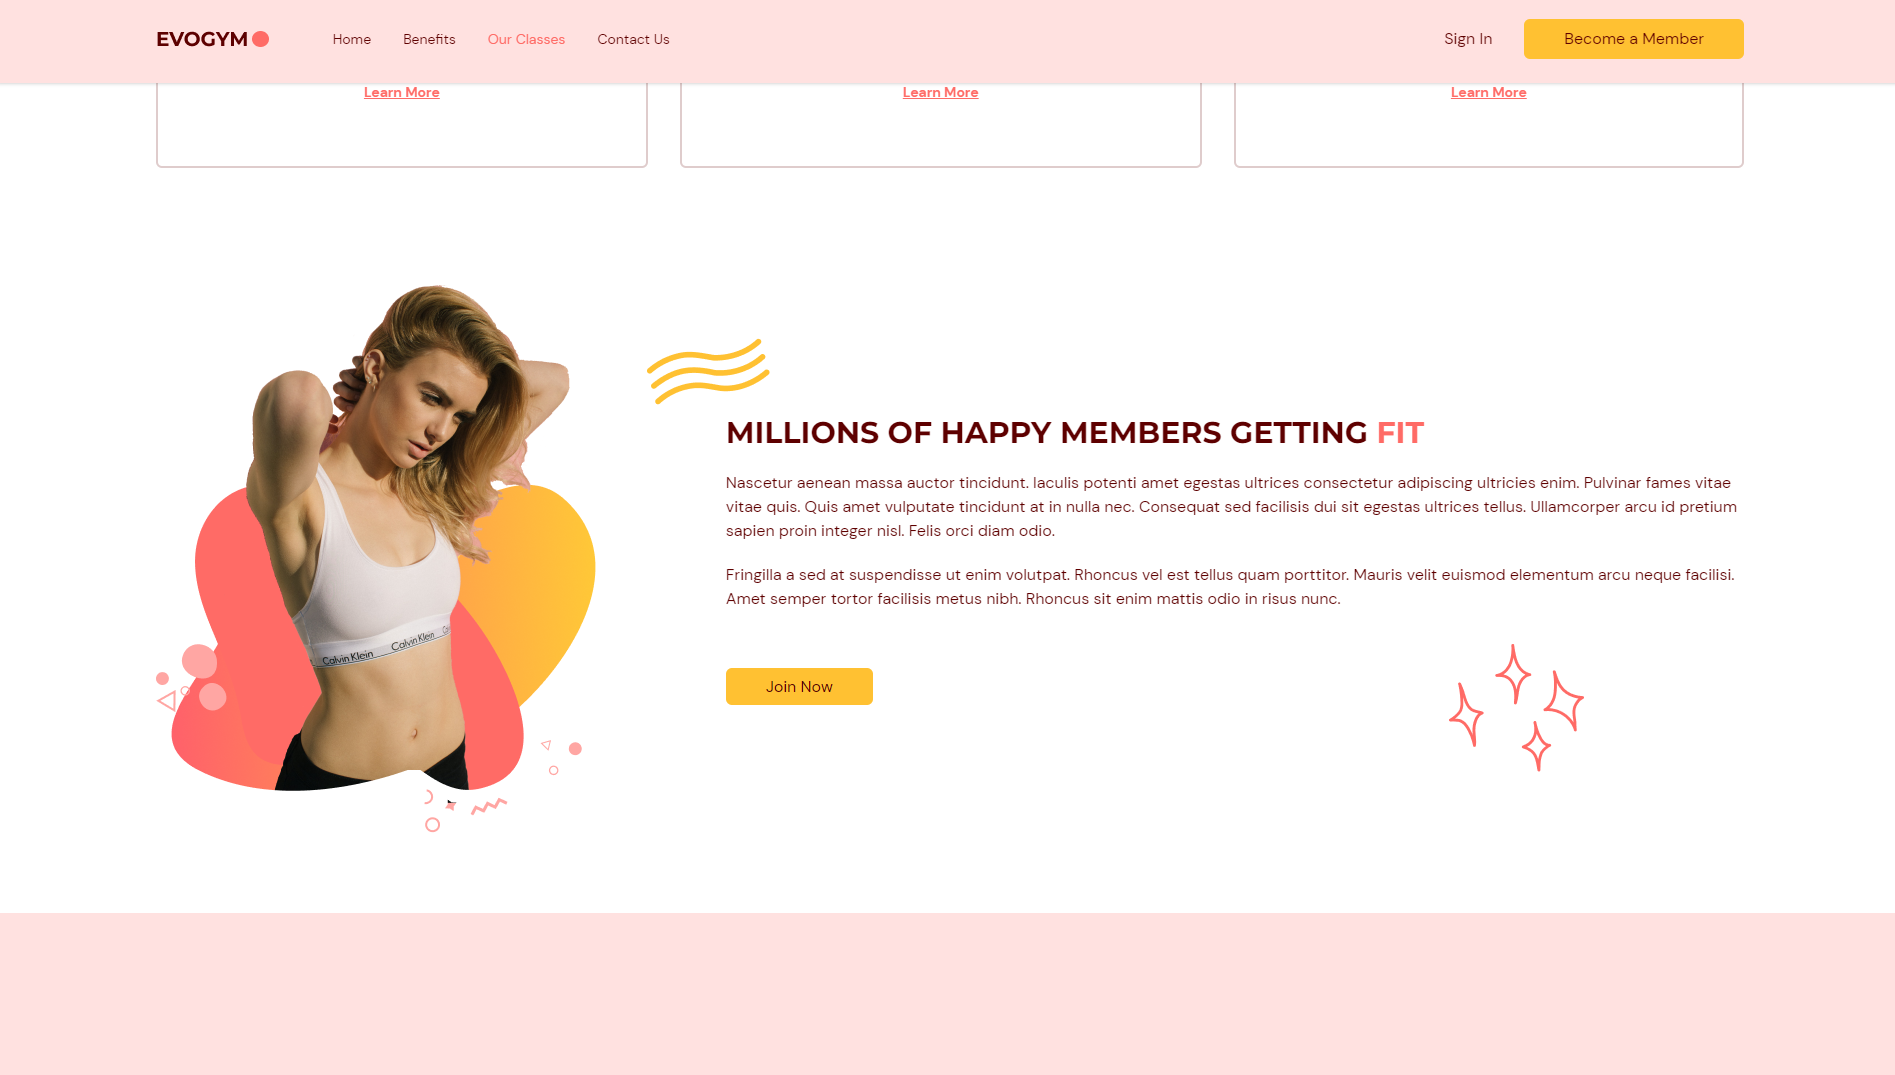 EVOGYM
Home Benefits Our Classes Contact Us
Sign In Become a Member
Learn More Learn More Learn More
MILLIONS OF HAPPY MEMBERS GETTING FIT
Nascetur aenean massa auctor tincidunt. Iaculis potenti amet egestas ultrices consectetur adipiscing ultricies enim. Pulvinar fames vitae
vitae quis. Quis amet vulputate tincidunt at in nulla nec. Consequat sed facilisis dui sit egestas ultrices tellus. Ullamcorper arcu id pretium
sapien proin integer nisl. Felis orci diam odio.
Fringilla a sed at suspendisse ut enim volutpat. Rhoncus vel est tellus quam porttitor. Mauris velit euismod elementum arcu neque facilisi.
Amet semper tortor facilisis metus nibh. Rhoncus sit enim mattis odio in risus nunc.
Calvin Klein Calvin Klein
Join Now